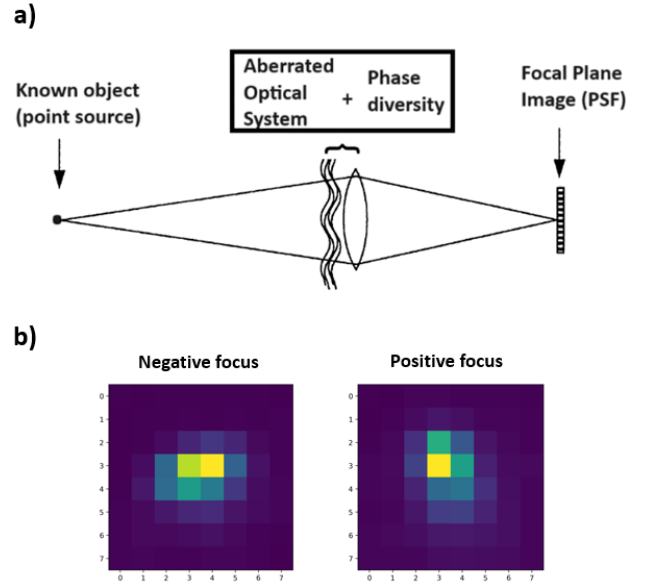 a)
Known object
(point source)
Aberrated
Optical
System
+
Phase
diversity
Focal Plane
Image (PSF)
b)
Negative focus
Positive focus
0
1
2
3
4
5
6
7
0 1 2 3 4 5 6 7
0
1
2
3
4
5
6
7
0 1 2 3 4 5 6 7